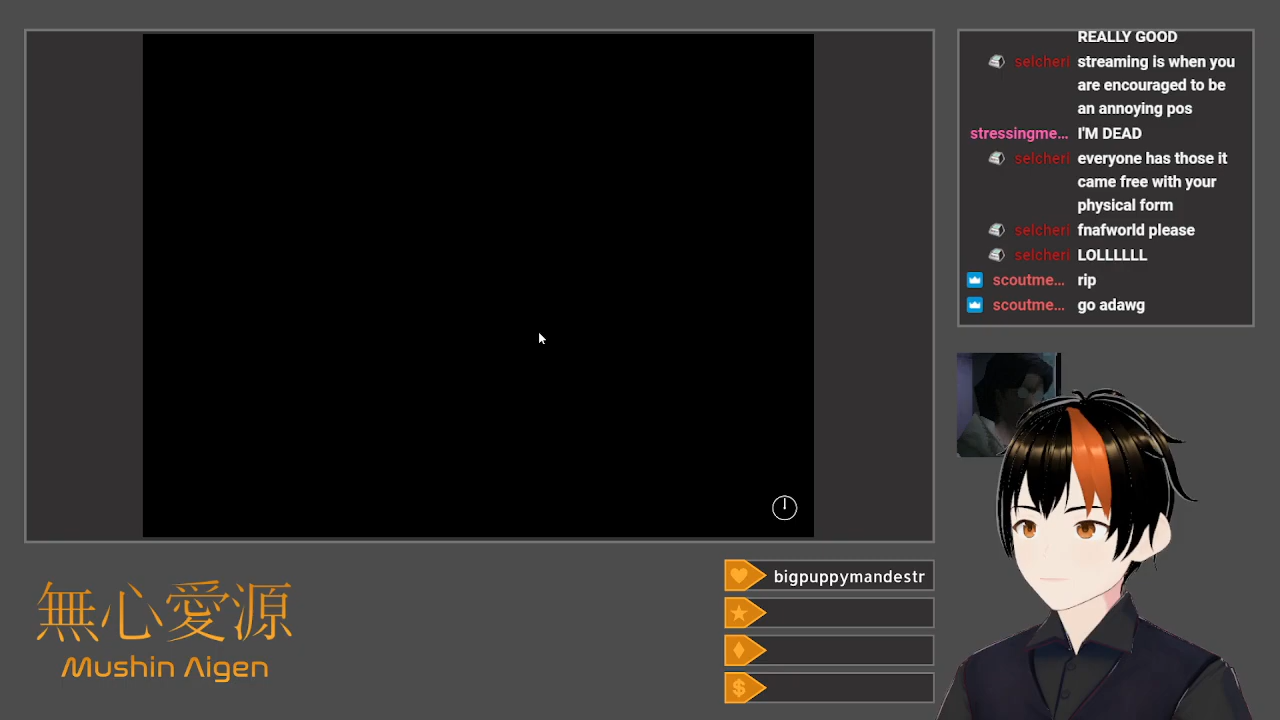 REALLY GOOD
selcheri streaming is when you
are encouraged to be
an annoying pos
stressingme... I'M DEAD
selcheri everyone has those it
came free with your
physical form
selcheri fnafworld please
selcheri LOLLLLLL
scoutme... rip
scoutme... go adawg
bigpuppymandestr
$
無心愛源
Mushin Aigen